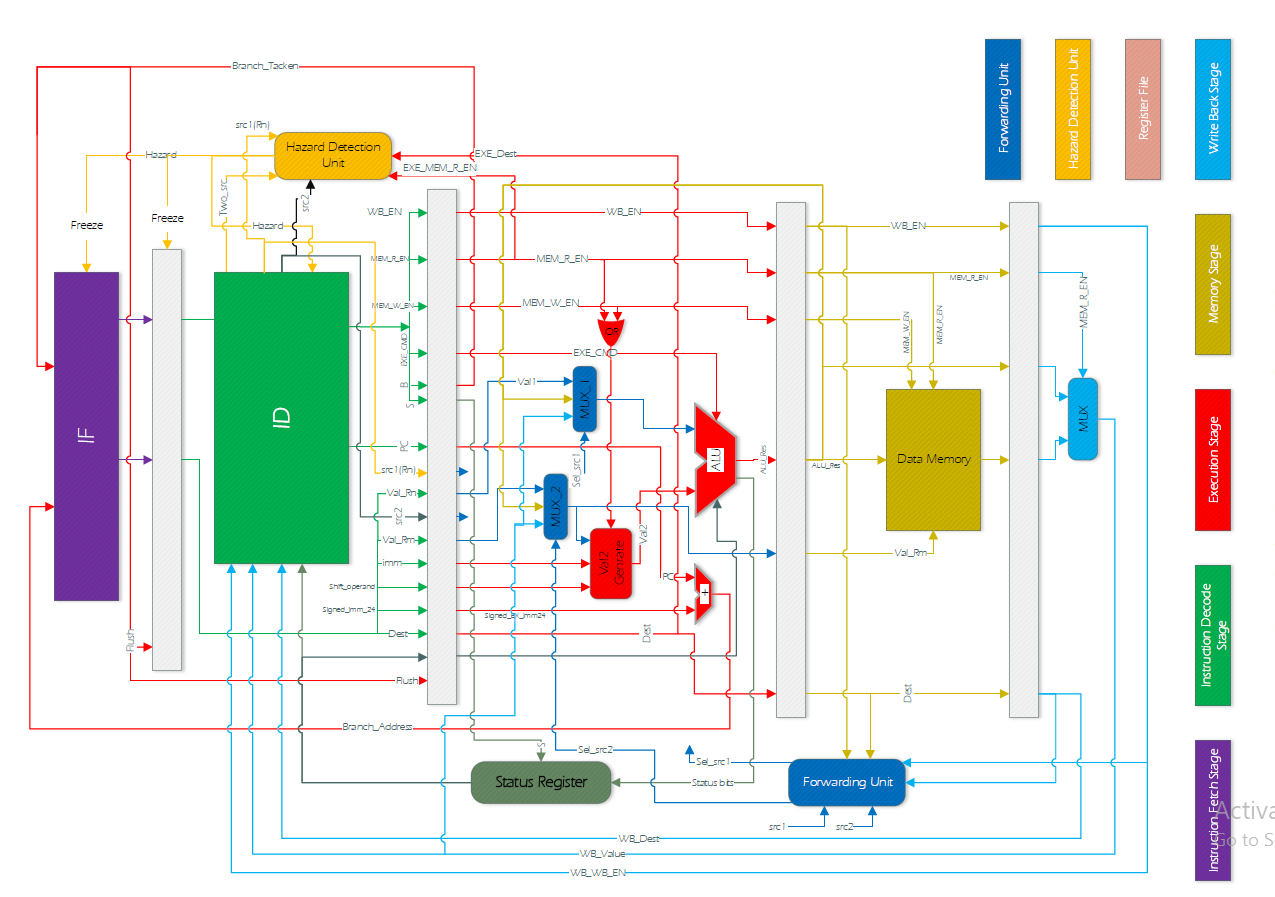 Branch_Tacken
Forwarding Unit
Hazard Detection Unit
Register File
Write Back Stage
src1(Rn)
Hazard Detection
Unit
Hazard
EXE_Dest
EXE_MEM_R_EN
Two_src
src2
Freeze
Freeze
Hazard
WB_EN
WB_EN
WB_EN
MEM_R_EN
MEM_R_EN
MEM_R_EN
MEM_R_EN
MEM_W_EN
MEM_W_EN
MEM_W_EN
MEM_R_EN
Memory Stage
OR
EXE_CMD
EXE_CMD
B
S
Val1
MUX_1
MUX
IF
ID
PC
src1(Rn)
Sel_src1
ALU
ALU_Res
ALU_Res
Data Memory
Execution Stage
Val_Rn
src2
MUX_2
Val_Rm
Val2
Val2
Genrate
Val_Rm
imm
Shift_operand
PC
+
Signed_imm_24
Signed_EX_imm24
Dest
Dest
Flush
Flush
Dest
Instruction Decode
Stage
Branch_Address
S
Sel_src2
Sel_src1
Status Register
Status bits
Forwarding Unit
src1
src2
WB_Dest
WB_Value
WB_WB_EN
Instruction Fetch Stage
Activa
Go to S